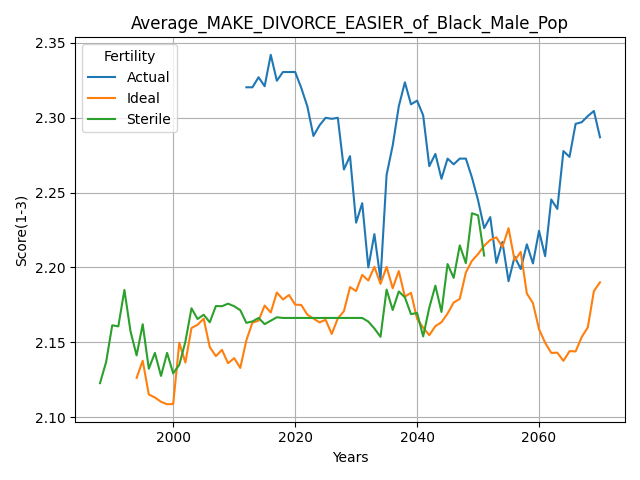 Average_MAKE_DIVORCE_EASIER_of_Black_Male_Pop
2.35
Fertility
Actual
Ideal
Sterile
2.30
2.25
2.20
2.15
2.10
Score(1-3)
2000
2020
2040
2060
Years